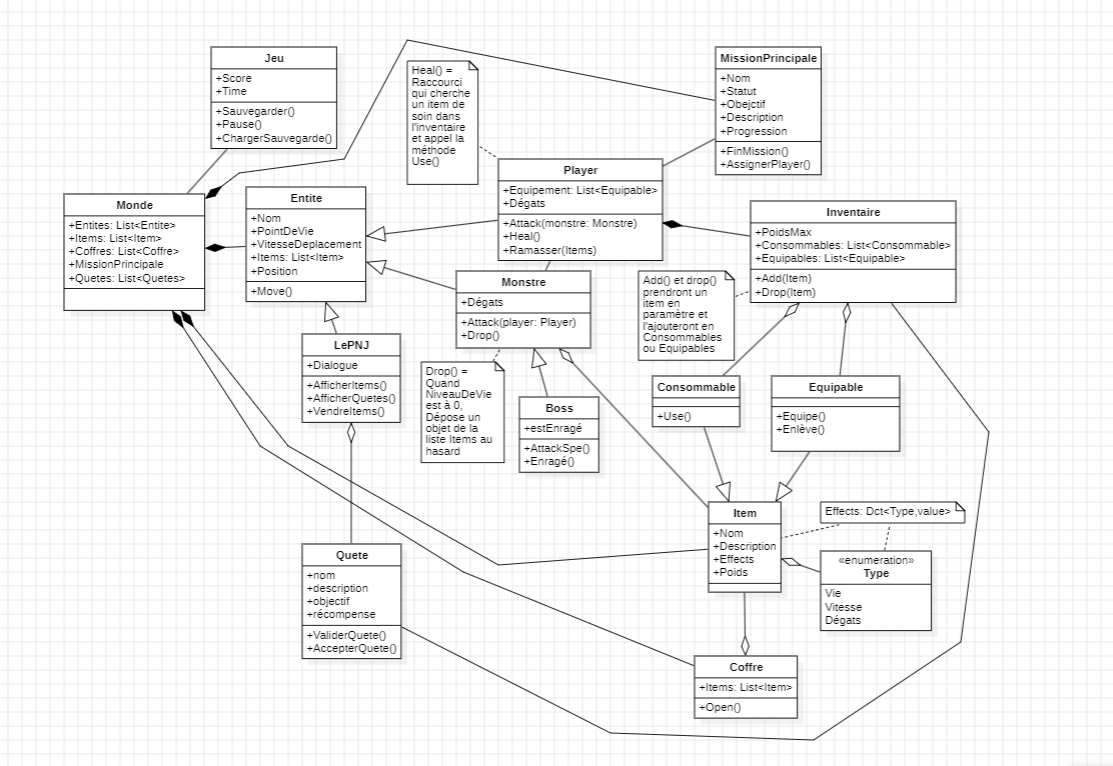 Jeu
+Score
+Time
+Sauvegarder()
+Pause()
+ChargerSauvegarde()
Heal() =
Raccourci
qui cherche
un item de
soin dans
l'inventaire
et appel la
méthode
Use()
MissionPrincipale
+Nom
+Statut
+Obejctif
+Description
+Progression
+FinMission()
+AssignerPlayer()
Player
+Equipement: List<Equipable>
+Dégats
+Attack(monstre: Monstre)
+Heal()
+Ramasser(Items)
Monde
+Entites: List<Entite>
+Items: List<Item>
+Coffres: List<Coffre>
+MissionPrincipale
+Quetes: List<Quetes>
Entite
+Nom
+PointDeVie
+VitesseDeplacement
+Items: List<Item>
+Position
+Move()
Inventaire
+PoidsMax
+Consommables: List<Consommable>
+Equipables: List<Equipable>
+Add(Item)
+Drop(Item)
Monstre
+Dégats
+Attack(player: Player)
+Drop()
Add() et drop()
prendront un
item en
paramètre et
l'ajouteront en
Consommables
ou Equipables
LePNJ
+Dialogue
+AfficherItems()
+AfficherQuetes()
+VendreItems()
Drop() =
Quand
NiveauDeVie
est à 0,
Dépose un
objet de la
liste Items au
hasard
Boss
+estEnragé
+AttackSpe()
+Enragé()
Consommable
+Use()
Equipable
+Equipe()
+Enlève()
Item
+Nom
+Description
+Effects
+Poids
Effects: Dct<Type,value>
«enumeration»
Type
Vie
Vitesse
Dégats
Quete
+nom
+description
+objectif
+récompense
+ValiderQuete()
+AccepterQuete()
Coffre
+Items: List<Item>
+Open()